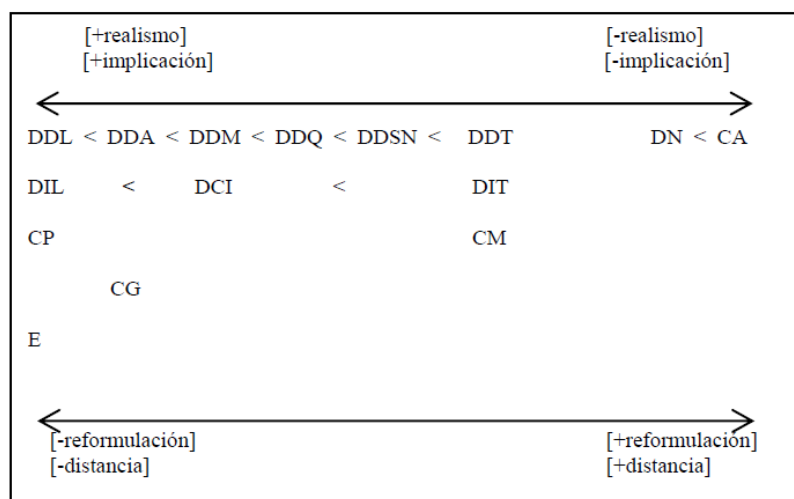 [+realismo] [-realismo]
[+implicación] [-implicación]
DDL < DDA < DDM < DDQ < DDSN < DDT DN < CA
DIL < DCI < DIT
CP CM
CG
E
[-reformulación] [+reformulación]
[-distancia] [+distancia]